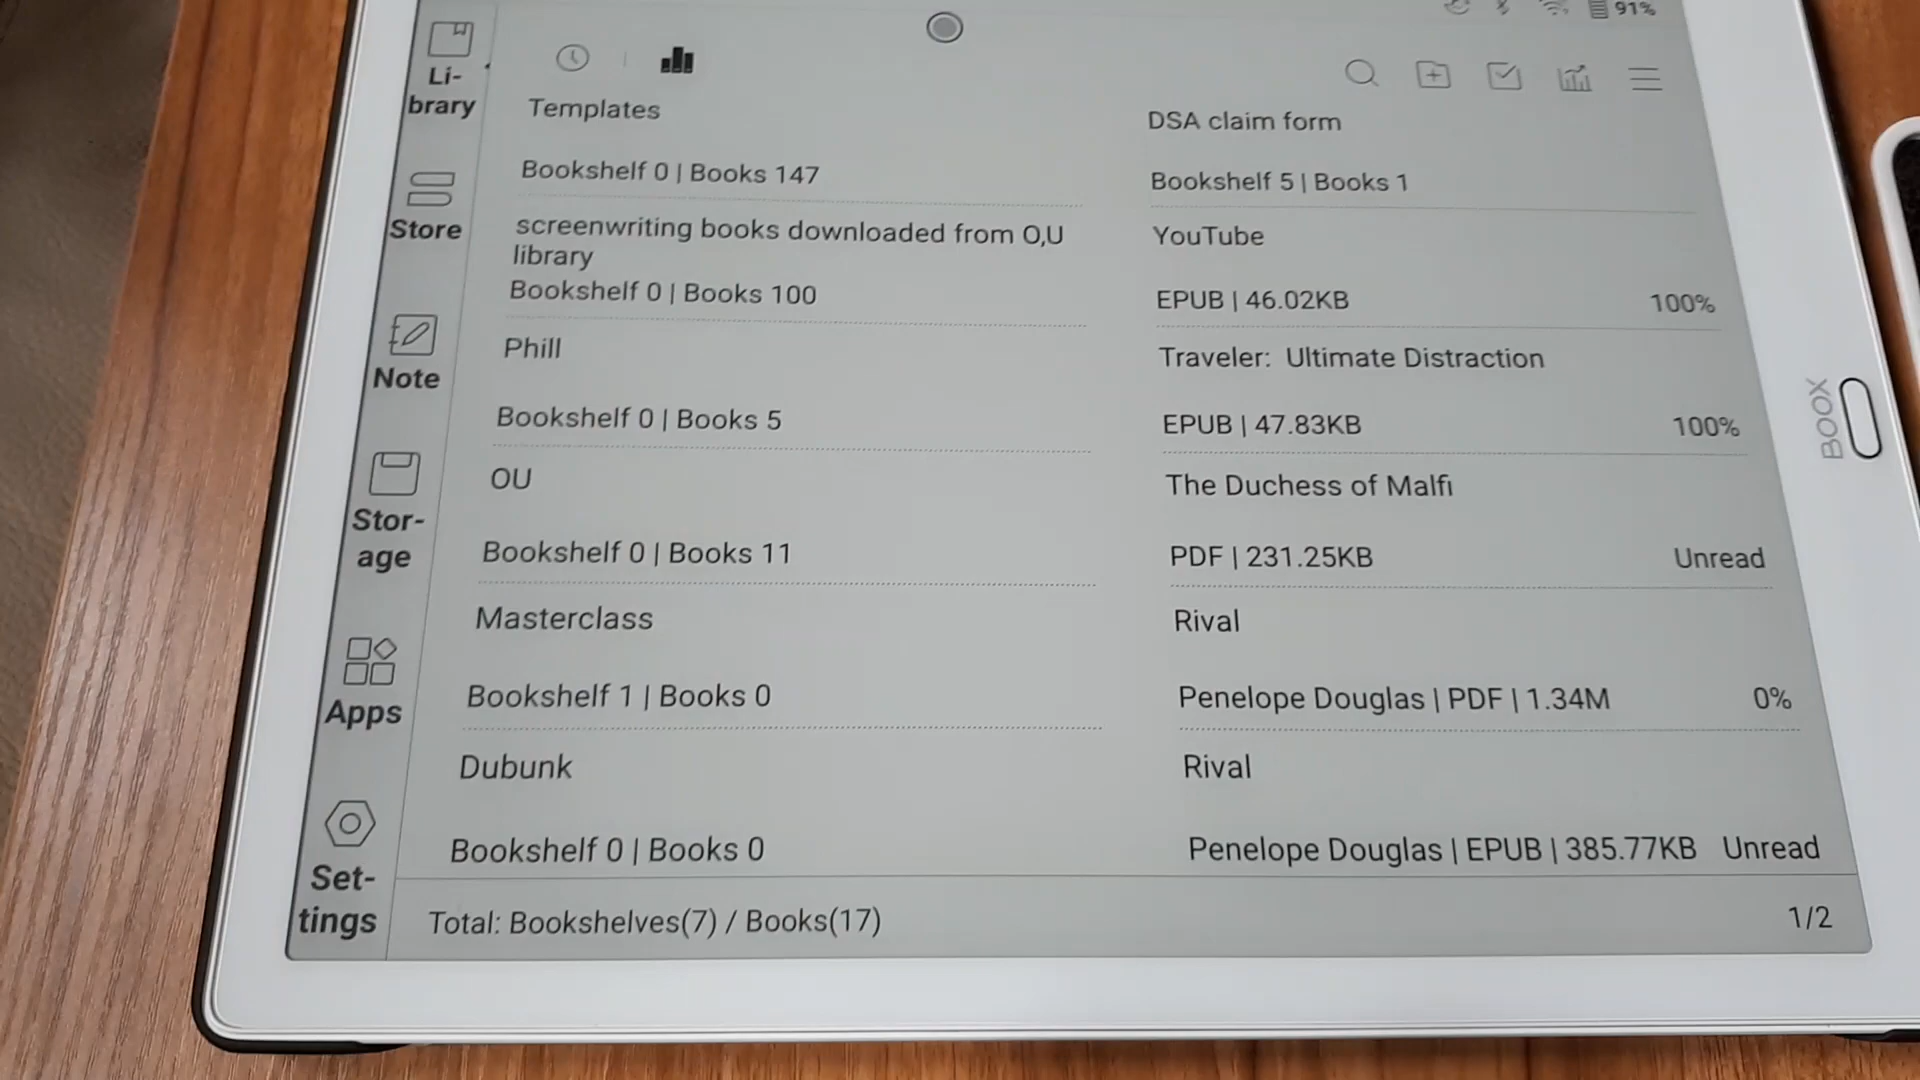 91%
Li-
brary
Store
Note
Stor-
age
Apps
Set-
tings
Templates
Bookshelf 0 | Books 147
screenwriting books downloaded from O,U
library
Bookshelf 0 | Books 100
Phill
Bookshelf 0 | Books 5
OU
Bookshelf 0 | Books 11
Masterclass
Bookshelf 1 | Books 0
Dubunk
Bookshelf 0 | Books 0
DSA claim form
Bookshelf 5 | Books 1
YouTube
EPUB | 46.02KB 100%
Traveler: Ultimate Distraction
EPUB | 47.83KB 100%
The Duchess of Malfi
PDF | 231.25KB Unread
Rival
Penelope Douglas | PDF | 1.34M 0%
Rival
Penelope Douglas | EPUB | 385.77KB Unread
Total: Bookshelves(7) / Books(17)
1/2
BOOX